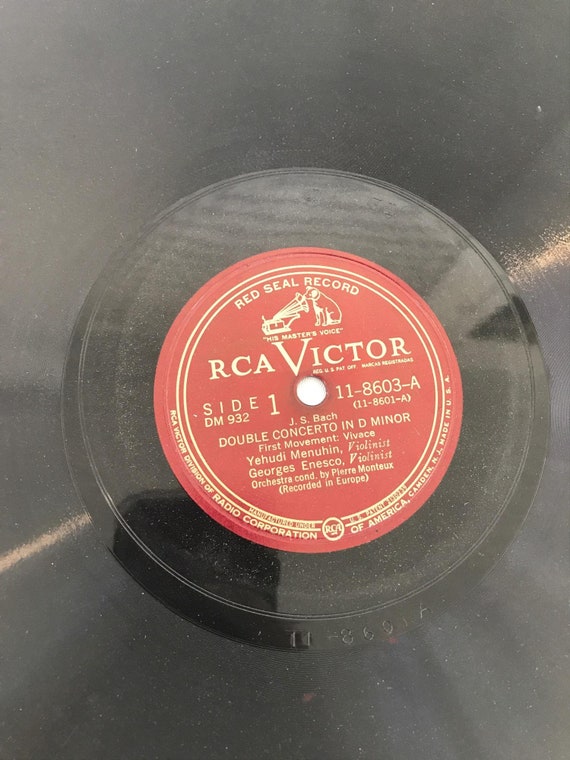 RED SEAL RECORD
"HIS MASTER'S VOICE"
RCA VICTOR
REG. U.S. PAT. OFF. MARCAS REGISTRADAS
SIDE 1
DM 932
11-8603-A
(11-8601-A)
J. S. Bach
DOUBLE CONCERTO IN D MINOR
First Movement: Vivace
Yehudi Menuhin, Violinist
Georges Enesco, Violinist
Orchestra cond. by Pierre Monteux
(Recorded in Europe)
MANUFACTURED UNDER RCA U.S. PATENT
RCA VICTOR DIVISION OF RADIO CORPORATION OF AMERICA, CAMDEN, N. J. MADE IN U. S. A.